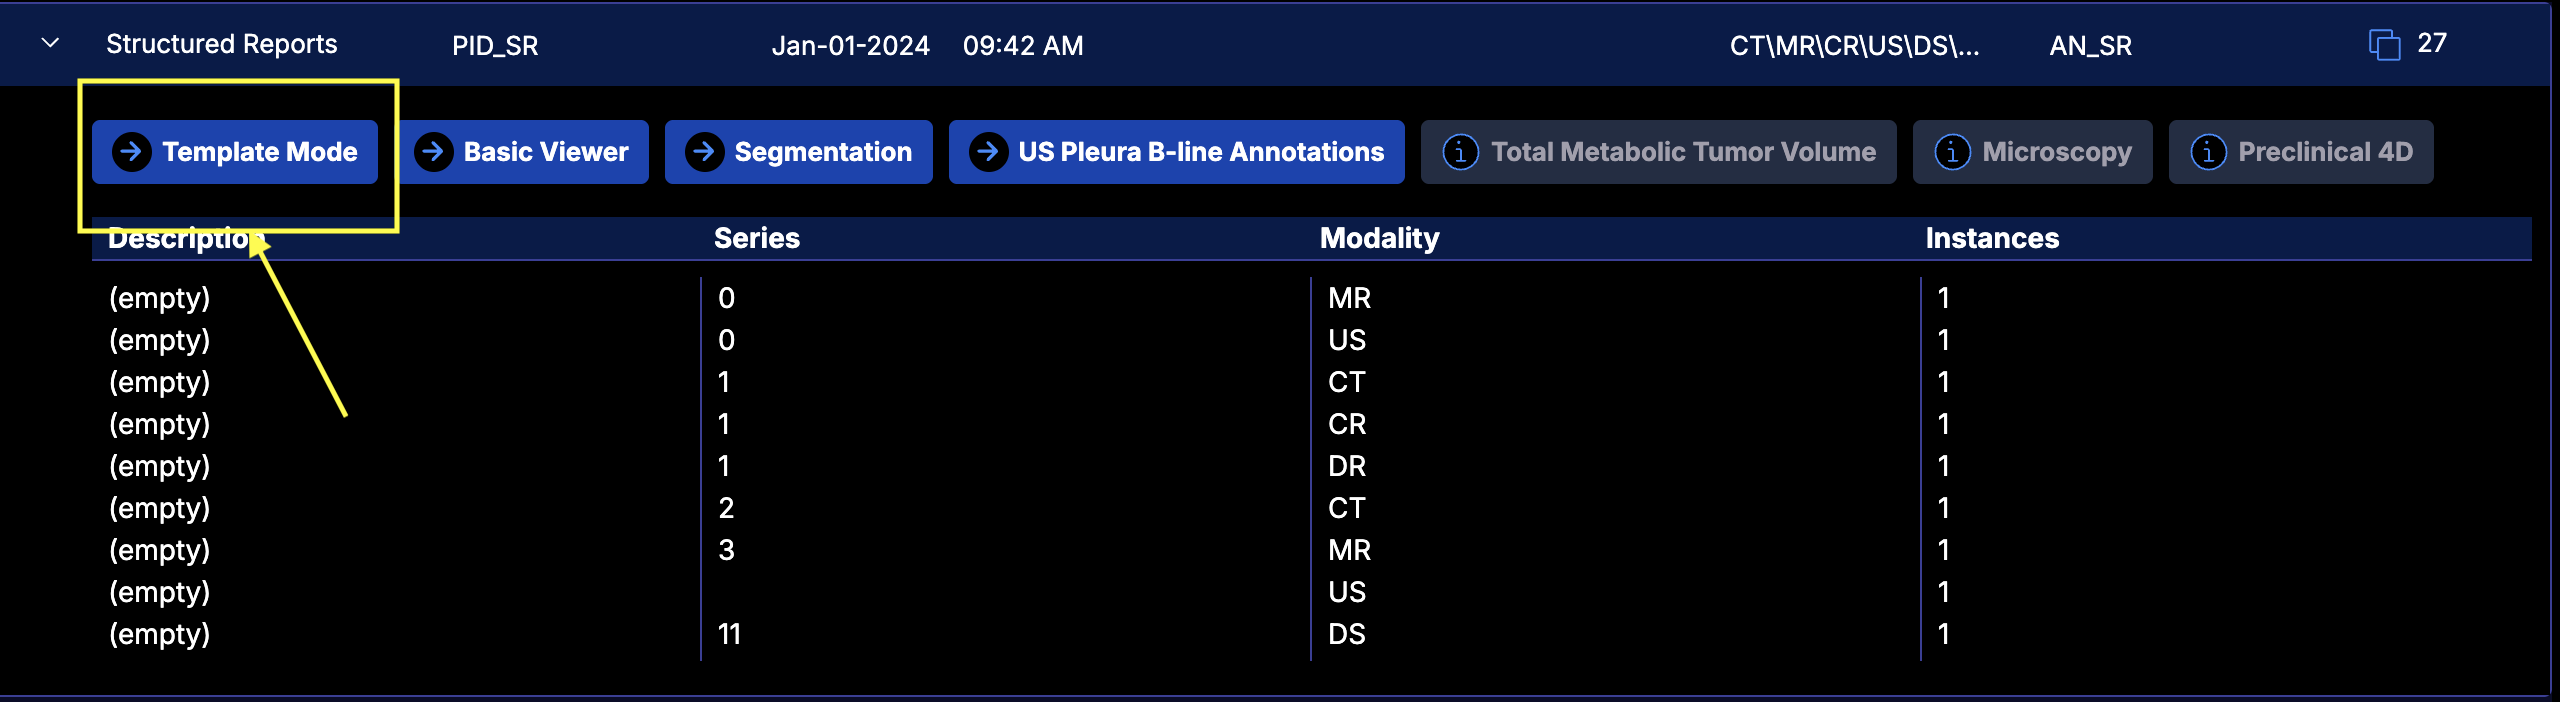 Structured Reports PID_SR Jan-01-2024 09:42 AM CT\MR\CR\US\DS\... AN_SR 27
Template Mode Basic Viewer Segmentation US Pleura B-line Annotations Total Metabolic Tumor Volume Microscopy Preclinical 4D
Description Series Modality Instances
(empty) 0 MR 1
(empty) 0 US 1
(empty) 1 CT 1
(empty) 1 CR 1
(empty) 1 DR 1
(empty) 2 CT 1
(empty) 3 MR 1
(empty) US 1
(empty) 11 DS 1